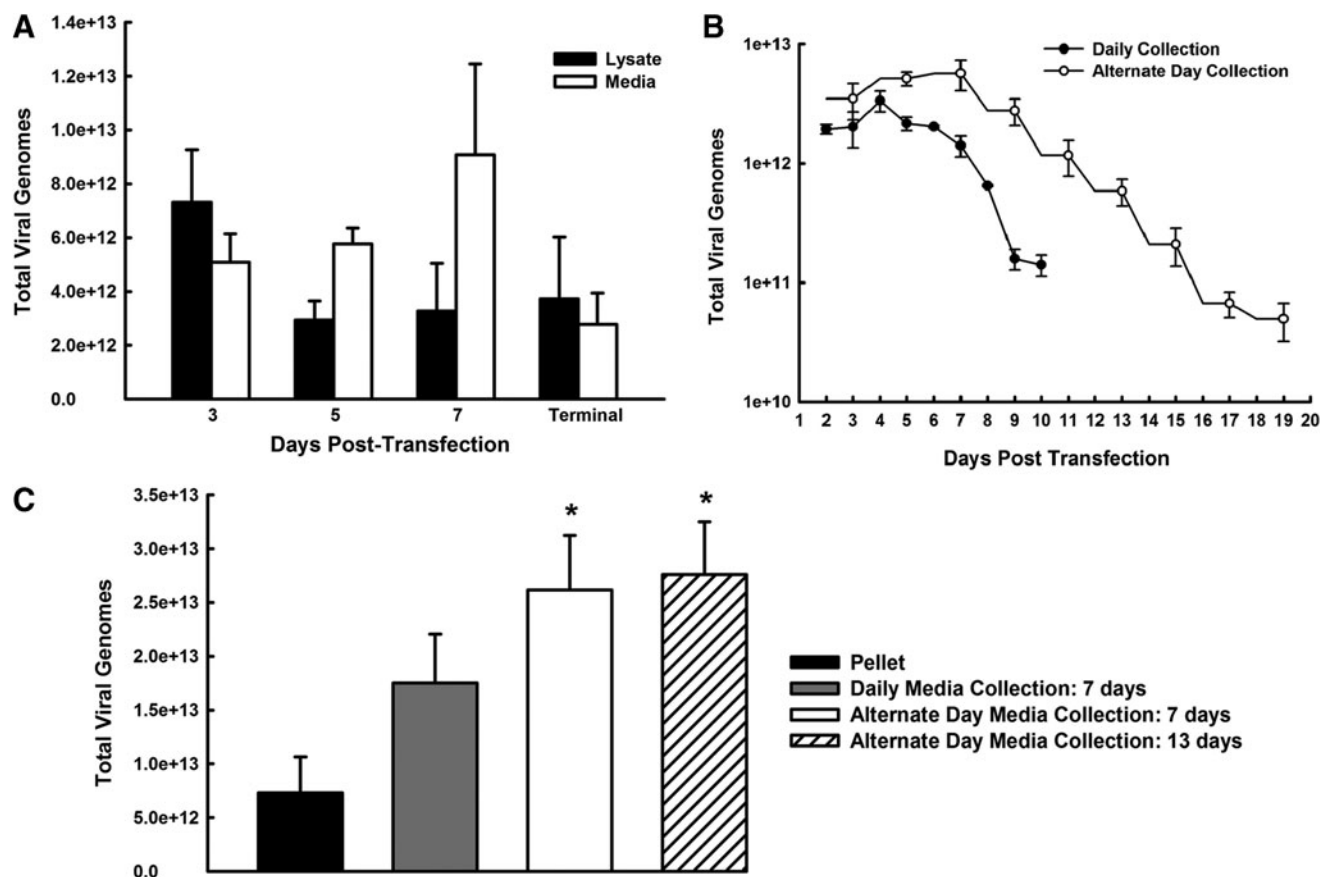 A
Total Viral Genomes
1.4e+13
1.2e+13
1.0e+13
8.0e+12
6.0e+12
4.0e+12
2.0e+12
0.0
Lysate
Media
3 5 7 Terminal
Days Post-Transfection
B
Total Viral Genomes
1e+13
1e+12
1e+11
1e+10
Daily Collection
Alternate Day Collection
1 2 3 4 5 6 7 8 9 10 11 12 13 14 15 16 17 18 19 20
Days Post Transfection
C
Total Viral Genomes
3.5e+13
3.0e+13
2.5e+13
2.0e+13
1.5e+13
1.0e+13
5.0e+12
0.0
* *
Pellet
Daily Media Collection: 7 days
Alternate Day Media Collection: 7 days
Alternate Day Media Collection: 13 days